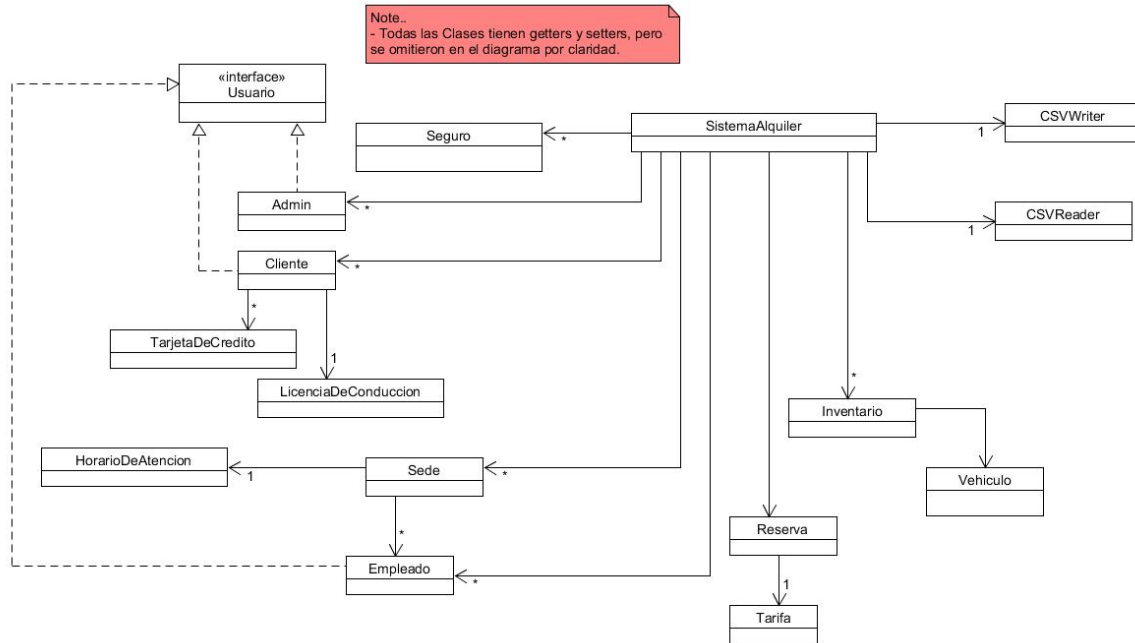 Note..
- Todas las Clases tienen getters y setters, pero
se omitieron en el diagrama por claridad.
«interface»
Usuario
Seguro
*
SistemaAlquiler
CSVWriter
1
Admin
*
CSVReader
1
Cliente
*
*
TarjetaDeCredito
1
LicenciaDeConduccion
*
Inventario
HorarioDeAtencion
1
Sede
*
Vehiculo
*
Reserva
Empleado
*
1
Tarifa